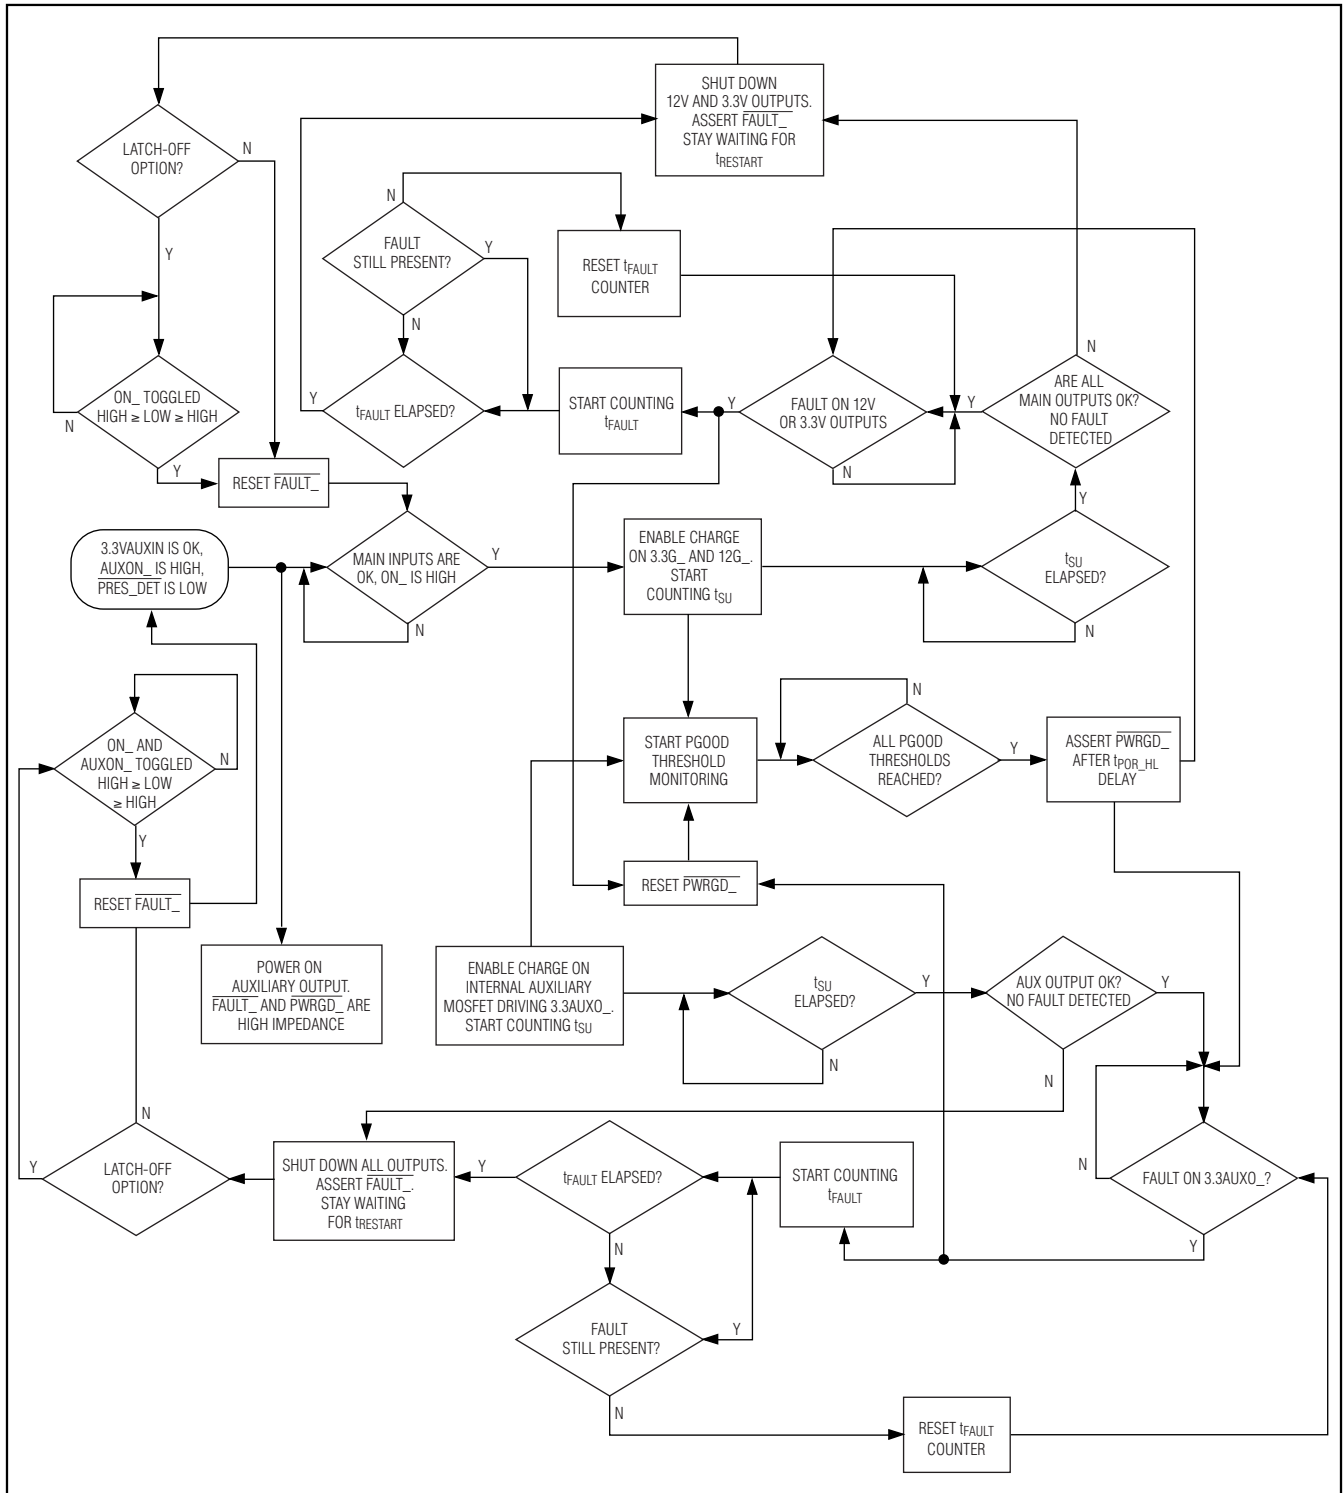 SHUT DOWN
12V AND 3.3V OUTPUTS.
ASSERT FAULT_
STAY WAITING FOR
tRESTART
LATCH-OFF
OPTION?
N
Y
N
FAULT
STILL PRESENT?
Y
N
RESET tFAULT
COUNTER
ON_ TOGGLED
HIGH ≥ LOW ≥ HIGH
N
Y
RESET FAULT_
Y
tFAULT ELAPSED?
START COUNTING
tFAULT
Y
FAULT ON 12V
OR 3.3V OUTPUTS
N
Y
N
ARE ALL
MAIN OUTPUTS OK?
NO FAULT
DETECTED
Y
3.3VAUXIN IS OK,
AUXON_ IS HIGH,
PRES_DET IS LOW
MAIN INPUTS ARE
OK, ON_ IS HIGH
Y
N
ENABLE CHARGE
ON 3.3G_ AND 12G_.
START
COUNTING tSU
tSU
ELAPSED?
N
ON_ AND
AUXON_ TOGGLED
HIGH ≥ LOW
≥ HIGH
N
Y
START PGOOD
THRESHOLD
MONITORING
N
ALL PGOOD
THRESHOLDS
REACHED?
Y
ASSERT PWRGD_
AFTER tPOR_HL
DELAY
RESET FAULT_
RESET PWRGD_
POWER ON
AUXILIARY OUTPUT.
FAULT_ AND PWRGD_ ARE
HIGH IMPEDANCE
ENABLE CHARGE ON
INTERNAL AUXILIARY
MOSFET DRIVING 3.3AUXO_.
START COUNTING tSU
tSU
ELAPSED?
Y
N
AUX OUTPUT OK?
NO FAULT DETECTED
Y
N
N
Y
LATCH-OFF
OPTION?
SHUT DOWN ALL OUTPUTS.
ASSERT FAULT_.
STAY WAITING
FOR tRESTART
Y
tFAULT ELAPSED?
N
START COUNTING
tFAULT
N
FAULT ON 3.3AUXO_?
Y
FAULT
STILL PRESENT?
Y
N
RESET tFAULT
COUNTER